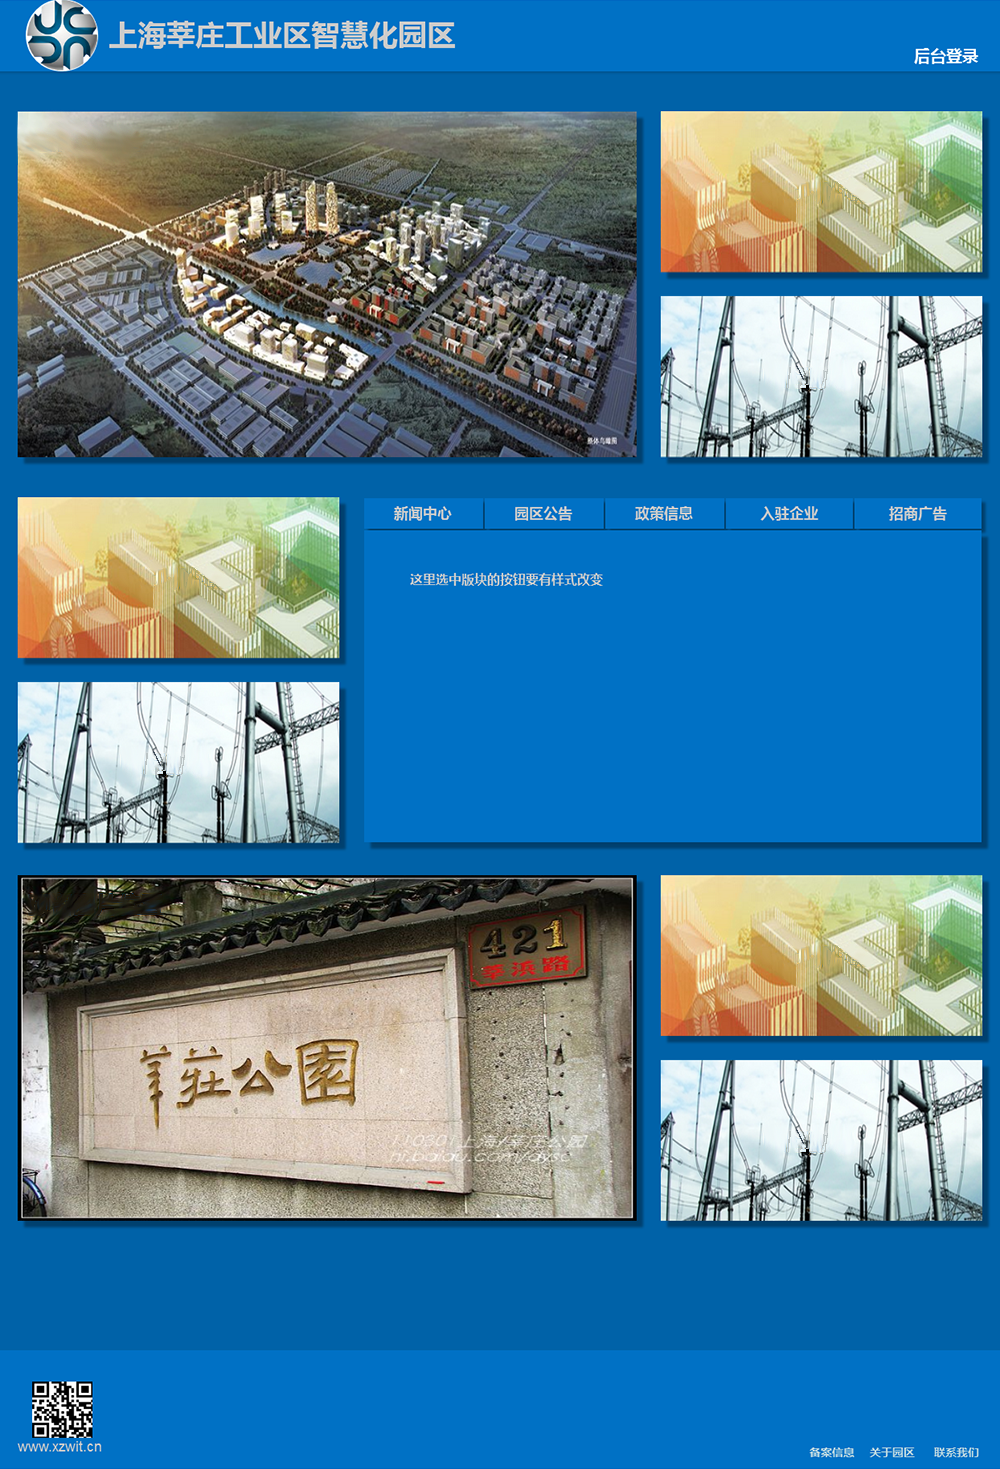 上海莘庄工业区智慧化园区
后台登录
整体鸟瞰图
新闻中心 园区公告 政策信息 入驻企业 招商广告
这里选中版块的按钮要有样式改变
421
莘浜路
莘莊公園
上海/莘庄公园
hi.baidu.com/aysc
www.xzwit.cn
备案信息 关于园区 联系我们